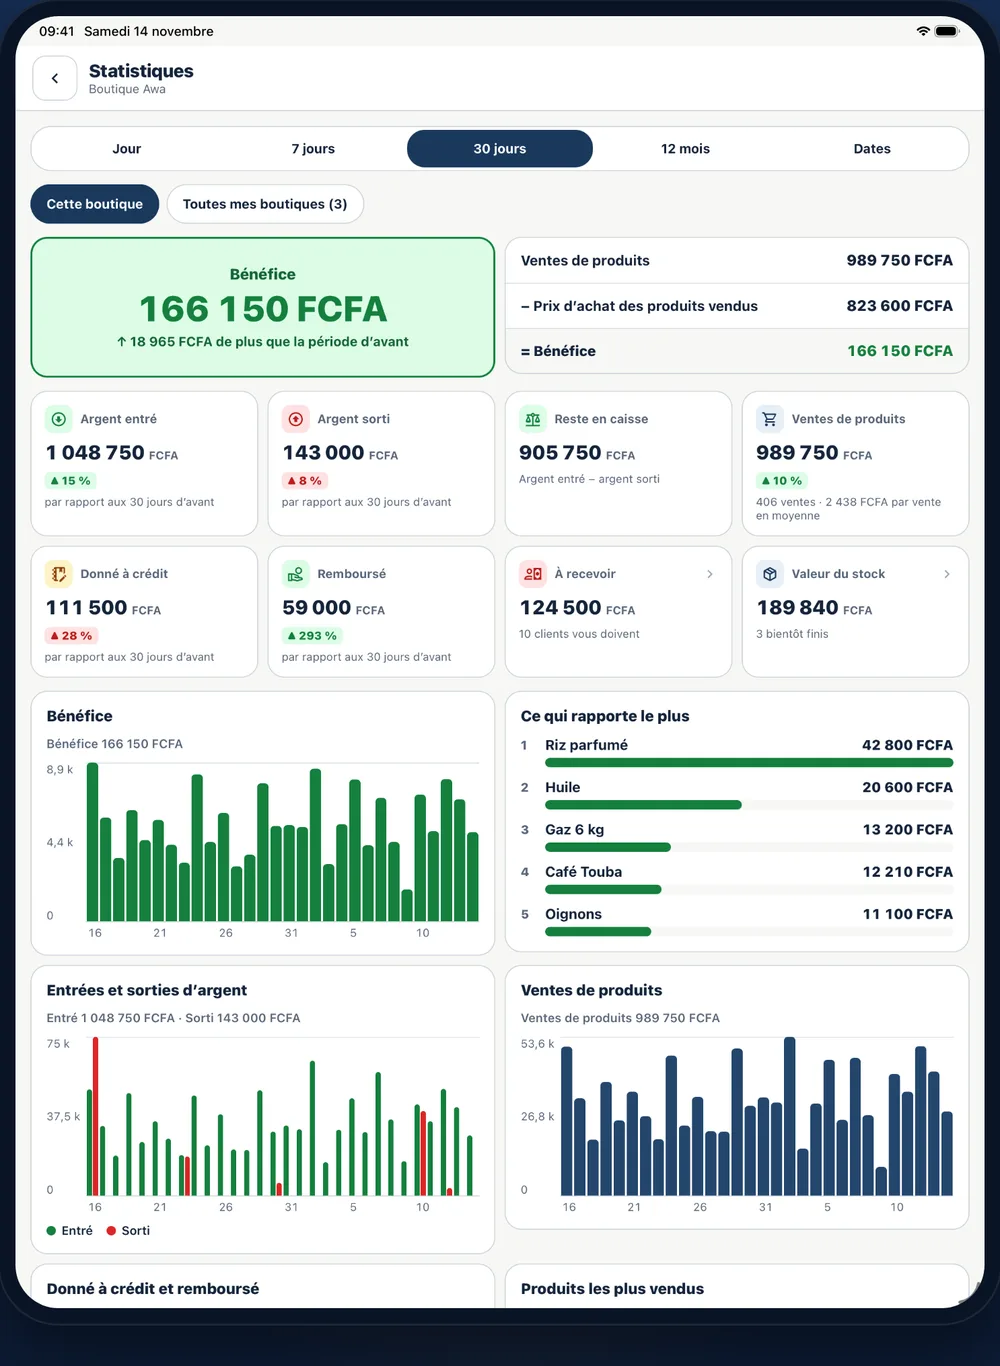 09:41 Samedi 14 novembre
Statistiques
Boutique Awa
Jour
7 jours
30 jours
12 mois
Dates
Cette boutique
Toutes mes boutiques (3)
Bénéfice
166 150 FCFA
↑ 18 965 FCFA de plus que la période d’avant
Ventes de produits 989 750 FCFA
– Prix d’achat des produits vendus 823 600 FCFA
= Bénéfice 166 150 FCFA
Argent entré
1 048 750 FCFA
▲ 15 %
par rapport aux 30 jours d’avant
Argent sorti
143 000 FCFA
▲ 8 %
par rapport aux 30 jours d’avant
Reste en caisse
905 750 FCFA
Argent entré – argent sorti
Ventes de produits
989 750 FCFA
▲ 10 %
406 ventes · 2 438 FCFA par vente
en moyenne
Donné à crédit
111 500 FCFA
▲ 28 %
par rapport aux 30 jours d’avant
Remboursé
59 000 FCFA
▲ 293 %
par rapport aux 30 jours d’avant
À recevoir
124 500 FCFA
10 clients vous doivent
Valeur du stock
189 840 FCFA
3 bientôt finis
Bénéfice
Bénéfice 166 150 FCFA
8,9 k
4,4 k
0
16 21 26 31 5 10
Ce qui rapporte le plus
1 Riz parfumé 42 800 FCFA
2 Huile 20 600 FCFA
3 Gaz 6 kg 13 200 FCFA
4 Café Touba 12 210 FCFA
5 Oignons 11 100 FCFA
Entrées et sorties d’argent
Entré 1 048 750 FCFA · Sorti 143 000 FCFA
75 k
37,5 k
0
16 21 26 31 5 10
Entré Sorti
Ventes de produits
Ventes de produits 989 750 FCFA
53,6 k
26,8 k
0
16 21 26 31 5 10
Donné à crédit et remboursé
Produits les plus vendus